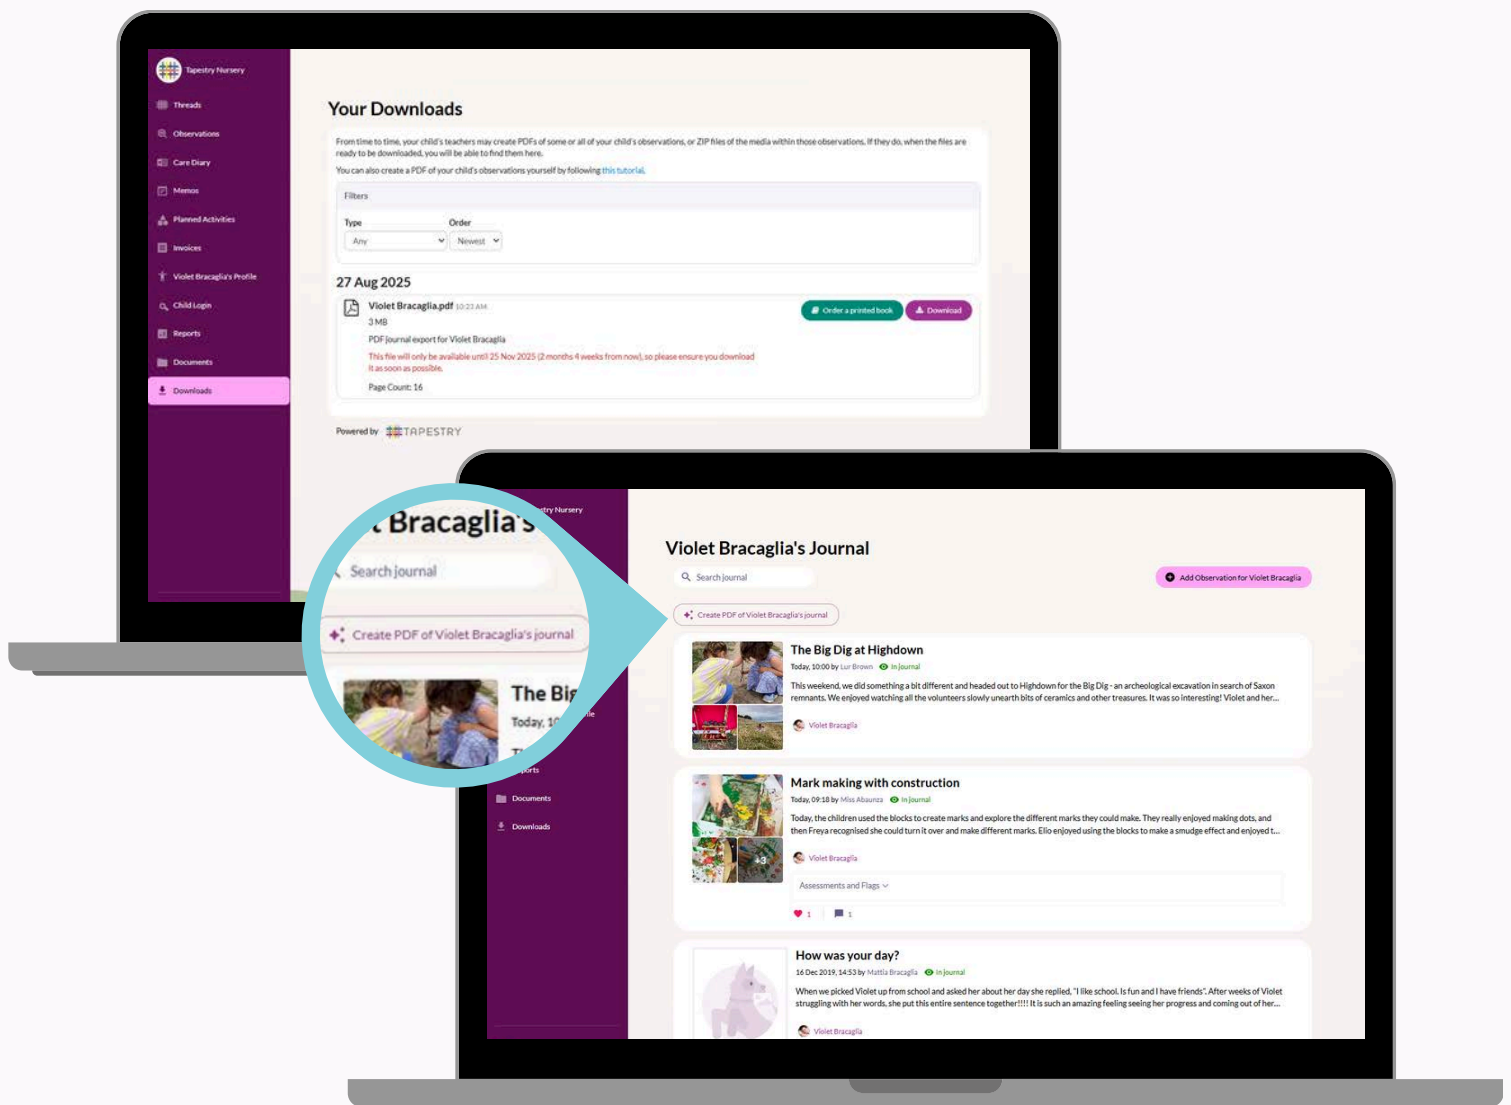 Tapestry Nursery
Threads
Observations
Care Diary
Memos
Planned Activities
Invoices
Violet Bracaglia's Profile
Child Login
Reports
Documents
Downloads
Your Downloads
From time to time, your child's teachers may create PDFs of some or all of your child's observations, or ZIP files of the media within those observations. If they do, when the files are
ready to be downloaded, you will be able to find them here.
You can also create a PDF of your child's observations yourself by following this tutorial.
Filters
Type
Order
Any
Newest
27 Aug 2025
Violet Bracaglia.pdf 10:22 AM
3 MB
PDF journal export for Violet Bracaglia
This file will only be available until 25 Nov 2025 (2 months 4 weeks from now), so please ensure you download
it as soon as possible.
Page Count: 16
Order a printed book
Download
Powered by TAPESTRY
Bracaglia's
Search journal
Create PDF of Violet Bracaglia's journal
The Big
Today, 10
stry Nursery
ports
Documents
Downloads
Violet Bracaglia's Journal
Search journal
Add Observation for Violet Bracaglia
Create PDF of Violet Bracaglia's journal
The Big Dig at Highdown
Today, 10:00 by Lur Brown In journal
This weekend, we did something a bit different and headed out to Highdown for the Big Dig - an archeological excavation in search of Saxon
remnants. We enjoyed watching all the volunteers slowly unearth bits of ceramics and other treasures. It was so interesting! Violet and her...
Violet Bracaglia
Mark making with construction
Today, 09:18 by Miss Abaunza In journal
Today, the children used the blocks to create marks and explore the different marks they could make. They really enjoyed making dots, and
then Freya recognised she could turn it over and make different marks. Elio enjoyed using the blocks to make a smudge effect and enjoyed t...
+3
Violet Bracaglia
Assessments and Flags
1 1
How was your day?
16 Dec 2019, 14:53 by Mattia Bracaglia In journal
When we picked Violet up from school and asked her about her day she replied, "I like school. Is fun and I have friends". After weeks of Violet
struggling with her words, she put this entire sentence together!!!! It is such an amazing feeling seeing her progress and coming out of her...
Violet Bracaglia